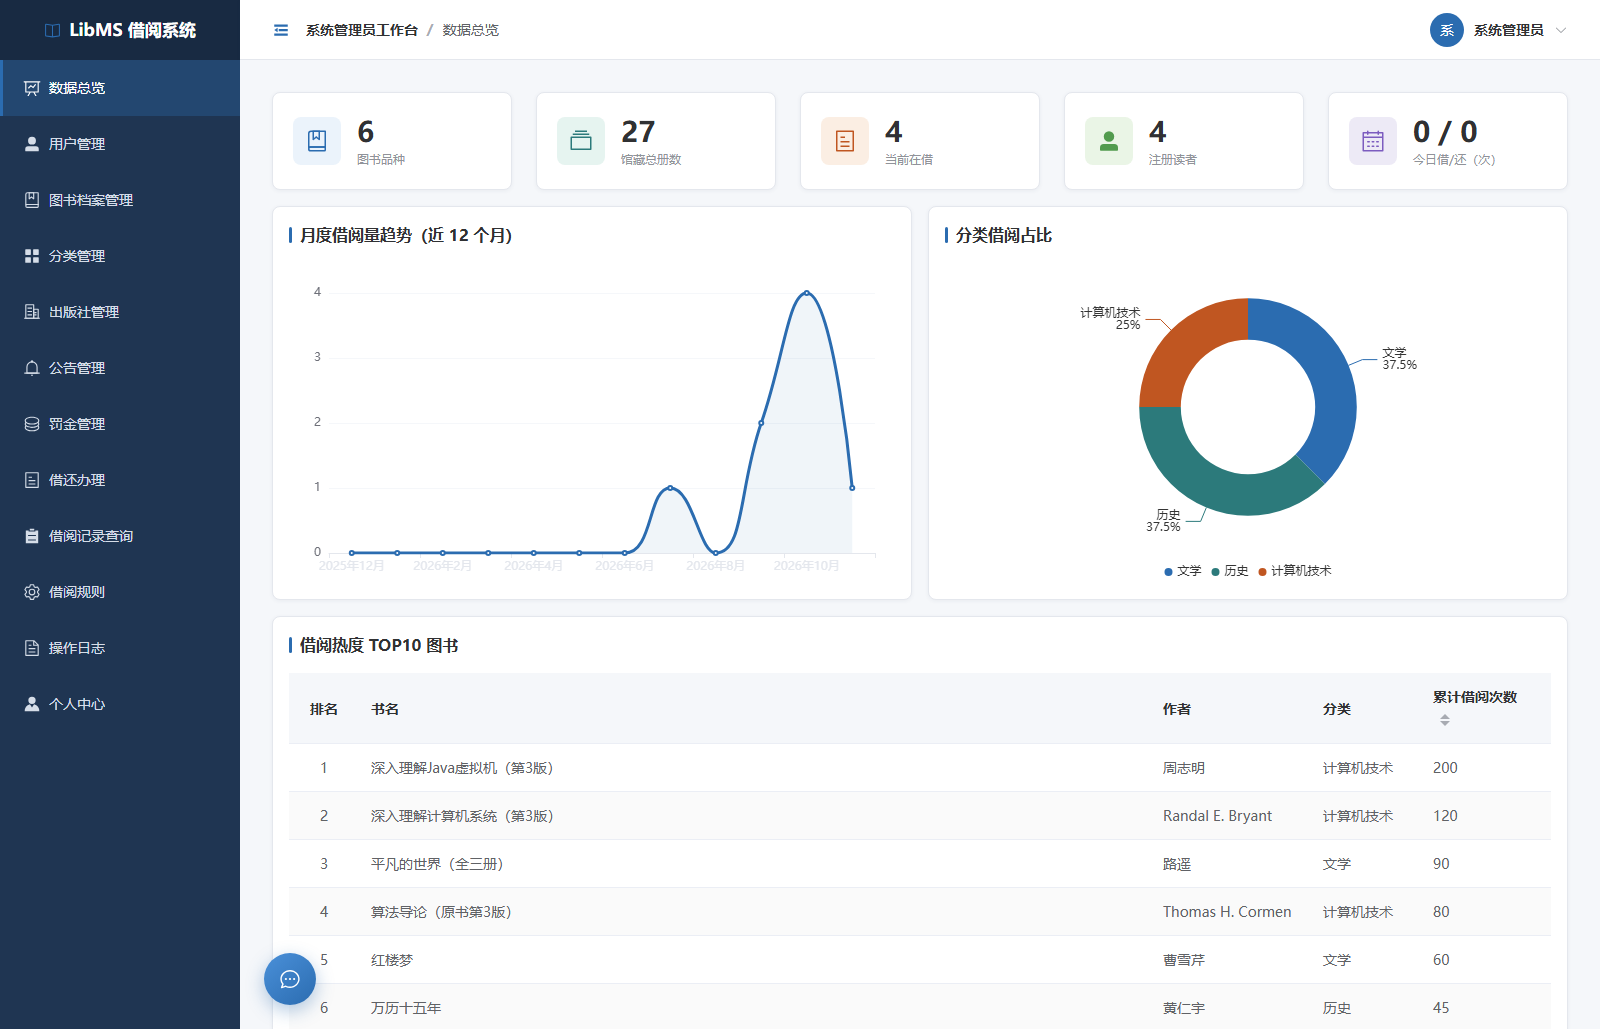 LibMS 借阅系统
系统管理员工作台 / 数据总览
系 系统管理员
数据总览
用户管理
图书档案管理
分类管理
出版社管理
公告管理
罚金管理
借还办理
借阅记录查询
借阅规则
操作日志
个人中心
6
图书品种
27
馆藏总册数
4
当前在借
4
注册读者
0 / 0
今日借/还（次）
月度借阅量趋势（近 12 个月）
4
3
2
1
0
2025年12月 2026年2月 2026年4月 2026年6月 2026年8月 2026年10月
分类借阅占比
计算机技术
25%
文学
37.5%
历史
37.5%
文学 历史 计算机技术
借阅热度 TOP10 图书
排名 书名 作者 分类 累计借阅次数
1 深入理解Java虚拟机（第3版） 周志明 计算机技术 200
2 深入理解计算机系统（第3版） Randal E. Bryant 计算机技术 120
3 平凡的世界（全三册） 路遥 文学 90
4 算法导论（原书第3版） Thomas H. Cormen 计算机技术 80
5 红楼梦 曹雪芹 文学 60
6 万历十五年 黄仁宇 历史 45